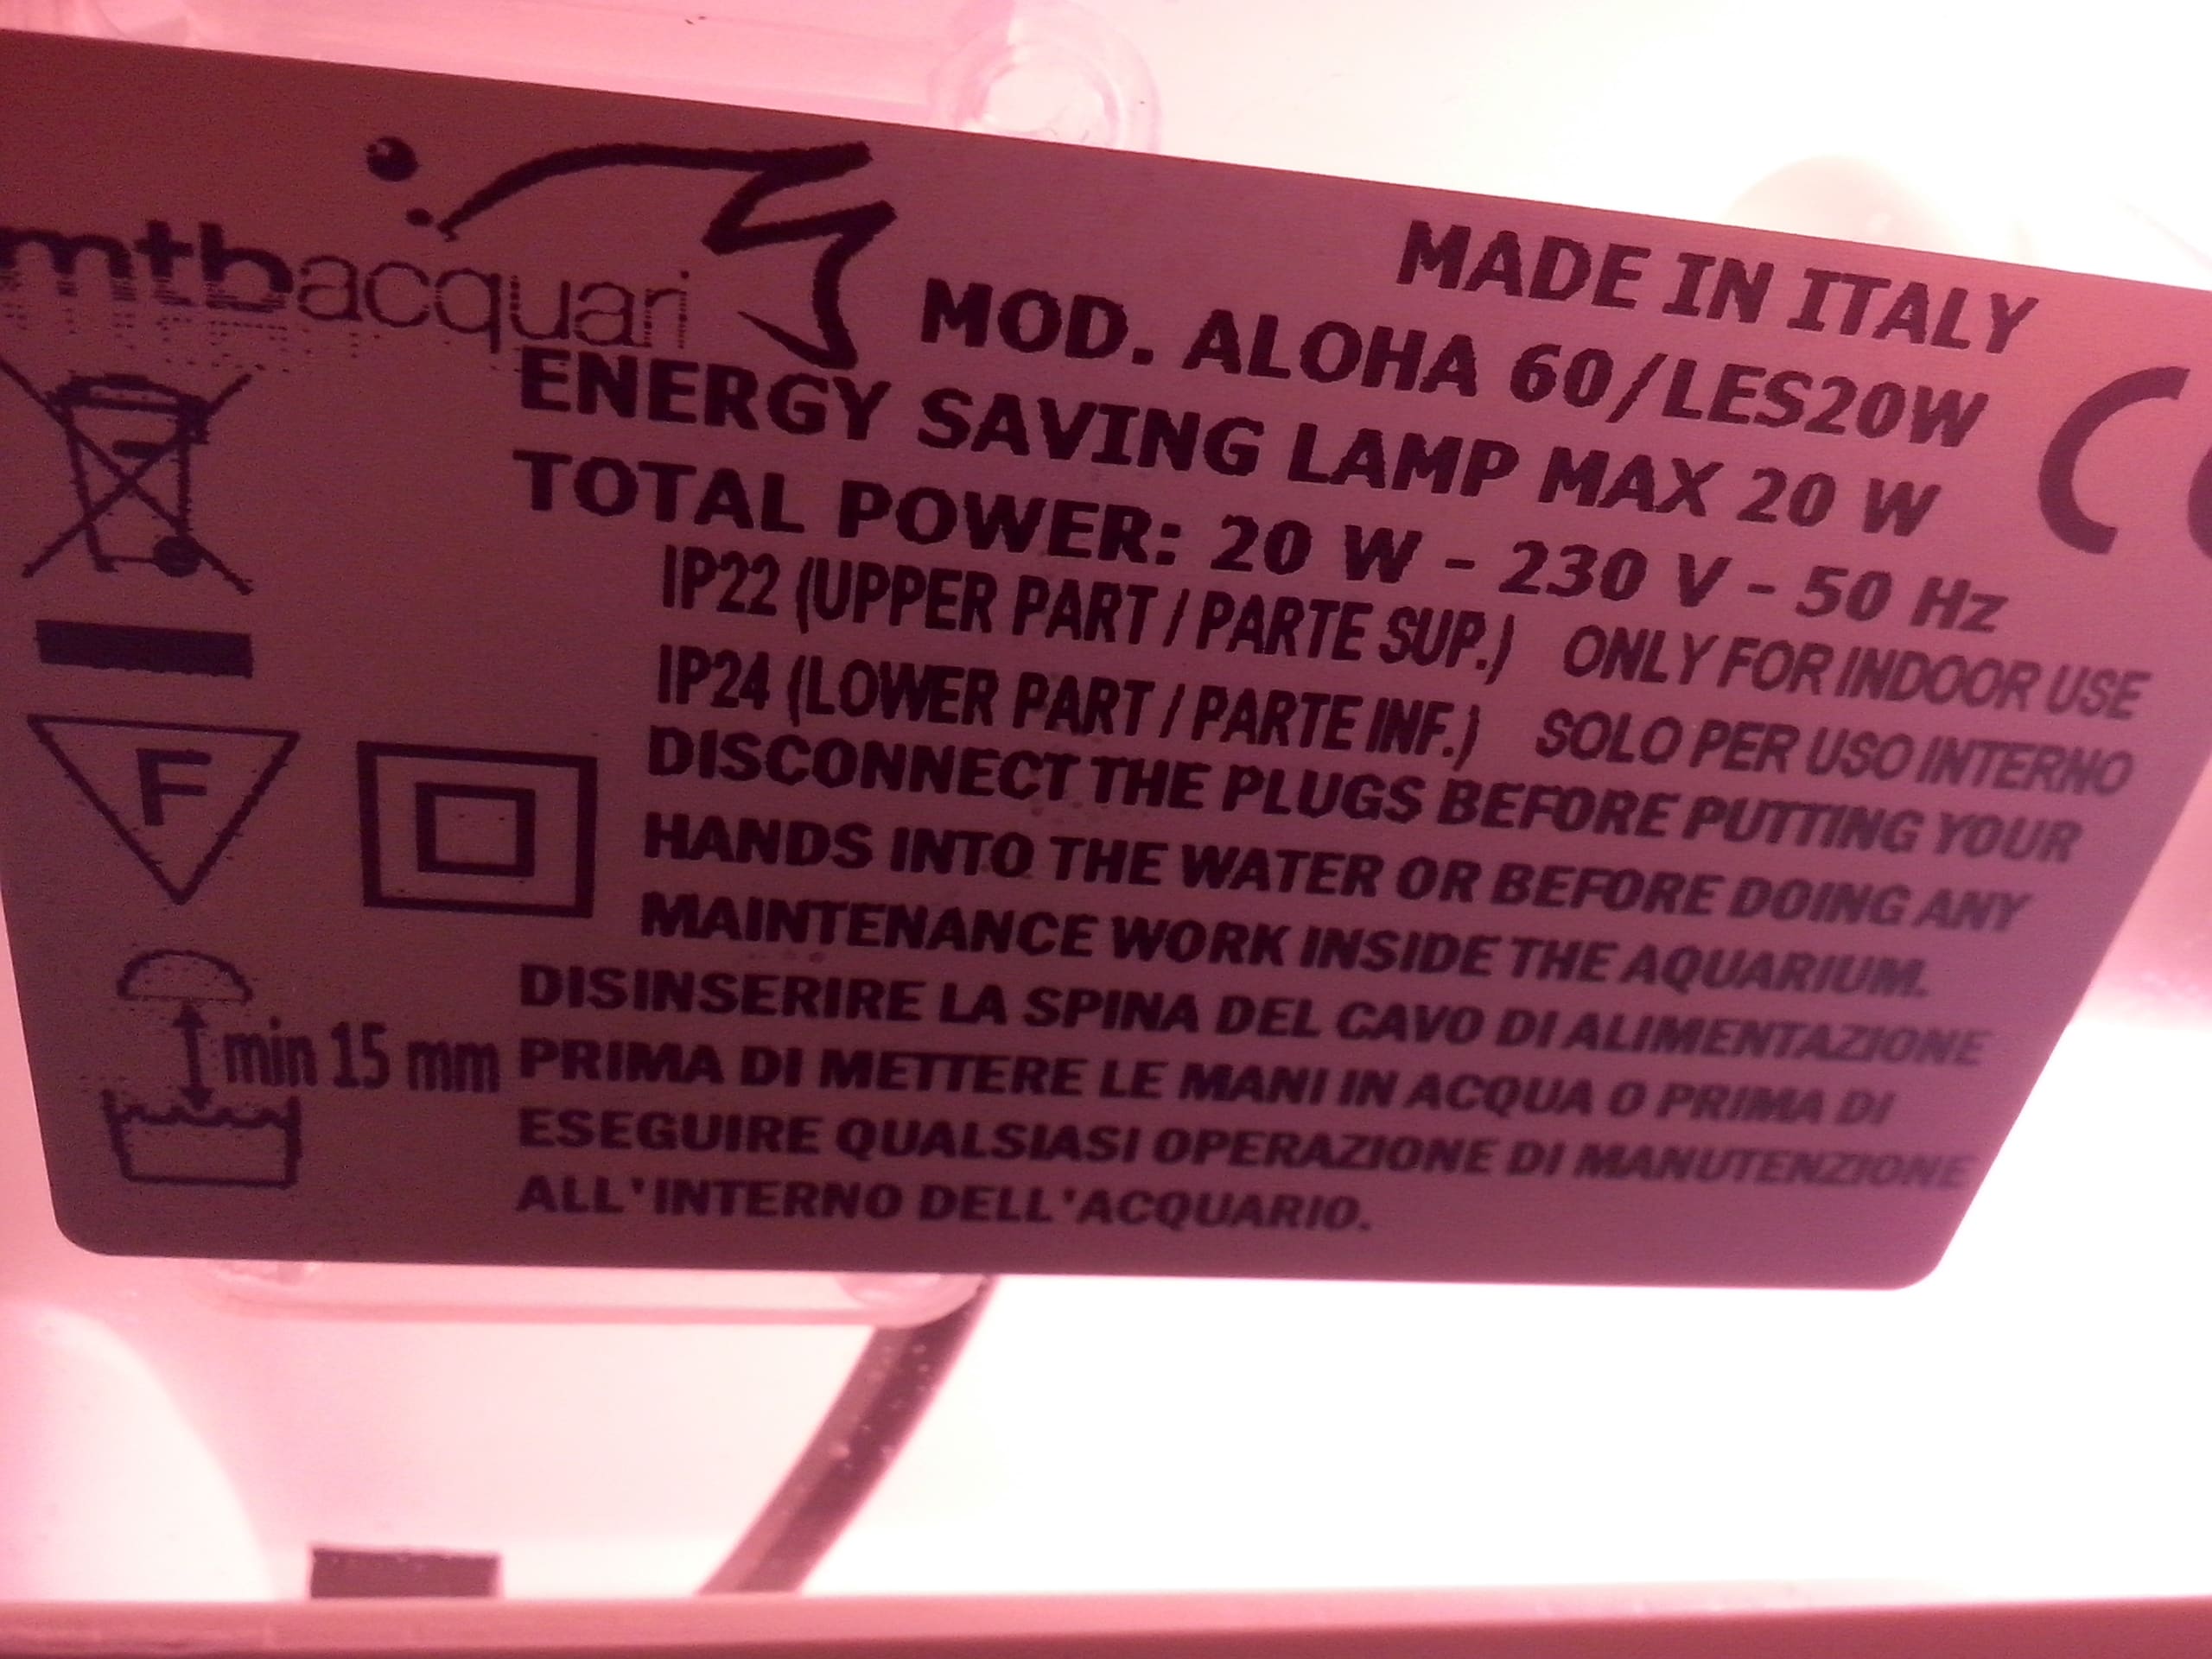 mtbacquari
MADE IN ITALY
MOD. ALOHA 60/LES20W
CE
ENERGY SAVING LAMP MAX 20 W
TOTAL POWER: 20 W - 230 V - 50 Hz
IP22 (UPPER PART / PARTE SUP.) ONLY FOR INDOOR USE
IP24 (LOWER PART / PARTE INF.) SOLO PER USO INTERNO
DISCONNECT THE PLUGS BEFORE PUTTING YOUR
HANDS INTO THE WATER OR BEFORE DOING ANY
MAINTENANCE WORK INSIDE THE AQUARIUM.
F
DISINSERIRE LA SPINA DEL CAVO DI ALIMENTAZIONE
min 15 mm PRIMA DI METTERE LE MANI IN ACQUA O PRIMA DI
ESEGUIRE QUALSIASI OPERAZIONE DI MANUTENZIONE
ALL'INTERNO DELL'ACQUARIO.